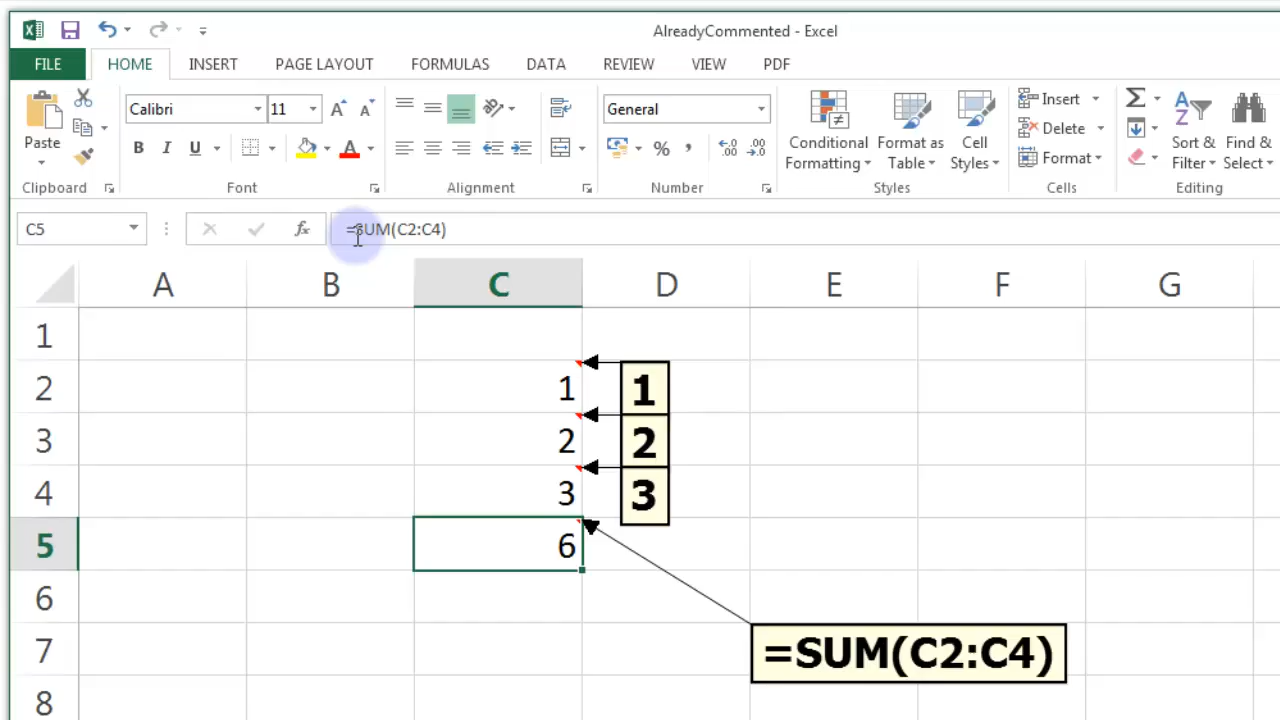 AlreadyCommented - Excel
FILE HOME INSERT PAGE LAYOUT FORMULAS DATA REVIEW VIEW PDF
Calibri 11 General Insert
Paste B I U % , Conditional Formatting Format as Table Cell Styles Delete Sort & Filter Find & Select
Format
Clipboard Font Alignment Number Styles Cells Editing
C5 fx =SUM(C2:C4)
A B C D E F G
1
2 1 1
3 2 2
4 3 3
5 6
6
7 =SUM(C2:C4)
8